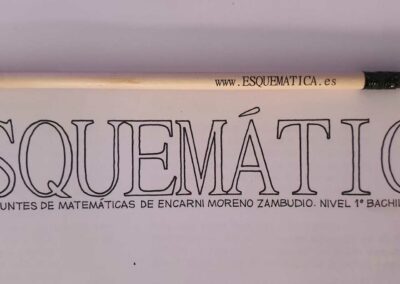 www.ESQUEMATICA.es
SQUEMÁTIC
UNTES DE MATEMÁTICAS DE ENCARNI MORENO ZAMBUDIO. NIVEL 1º BACHIL